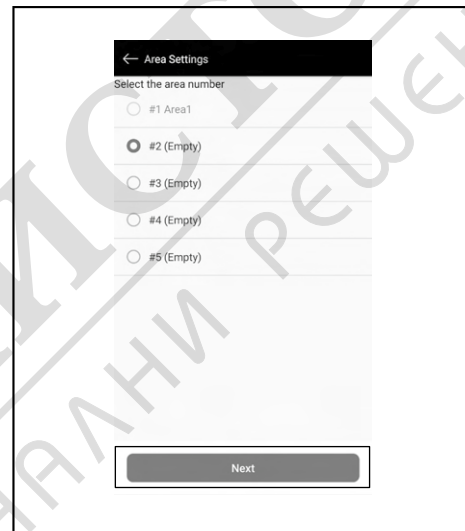 ← Area Settings
Select the area number
#1 Area1
#2 (Empty)
#3 (Empty)
#4 (Empty)
#5 (Empty)
Next